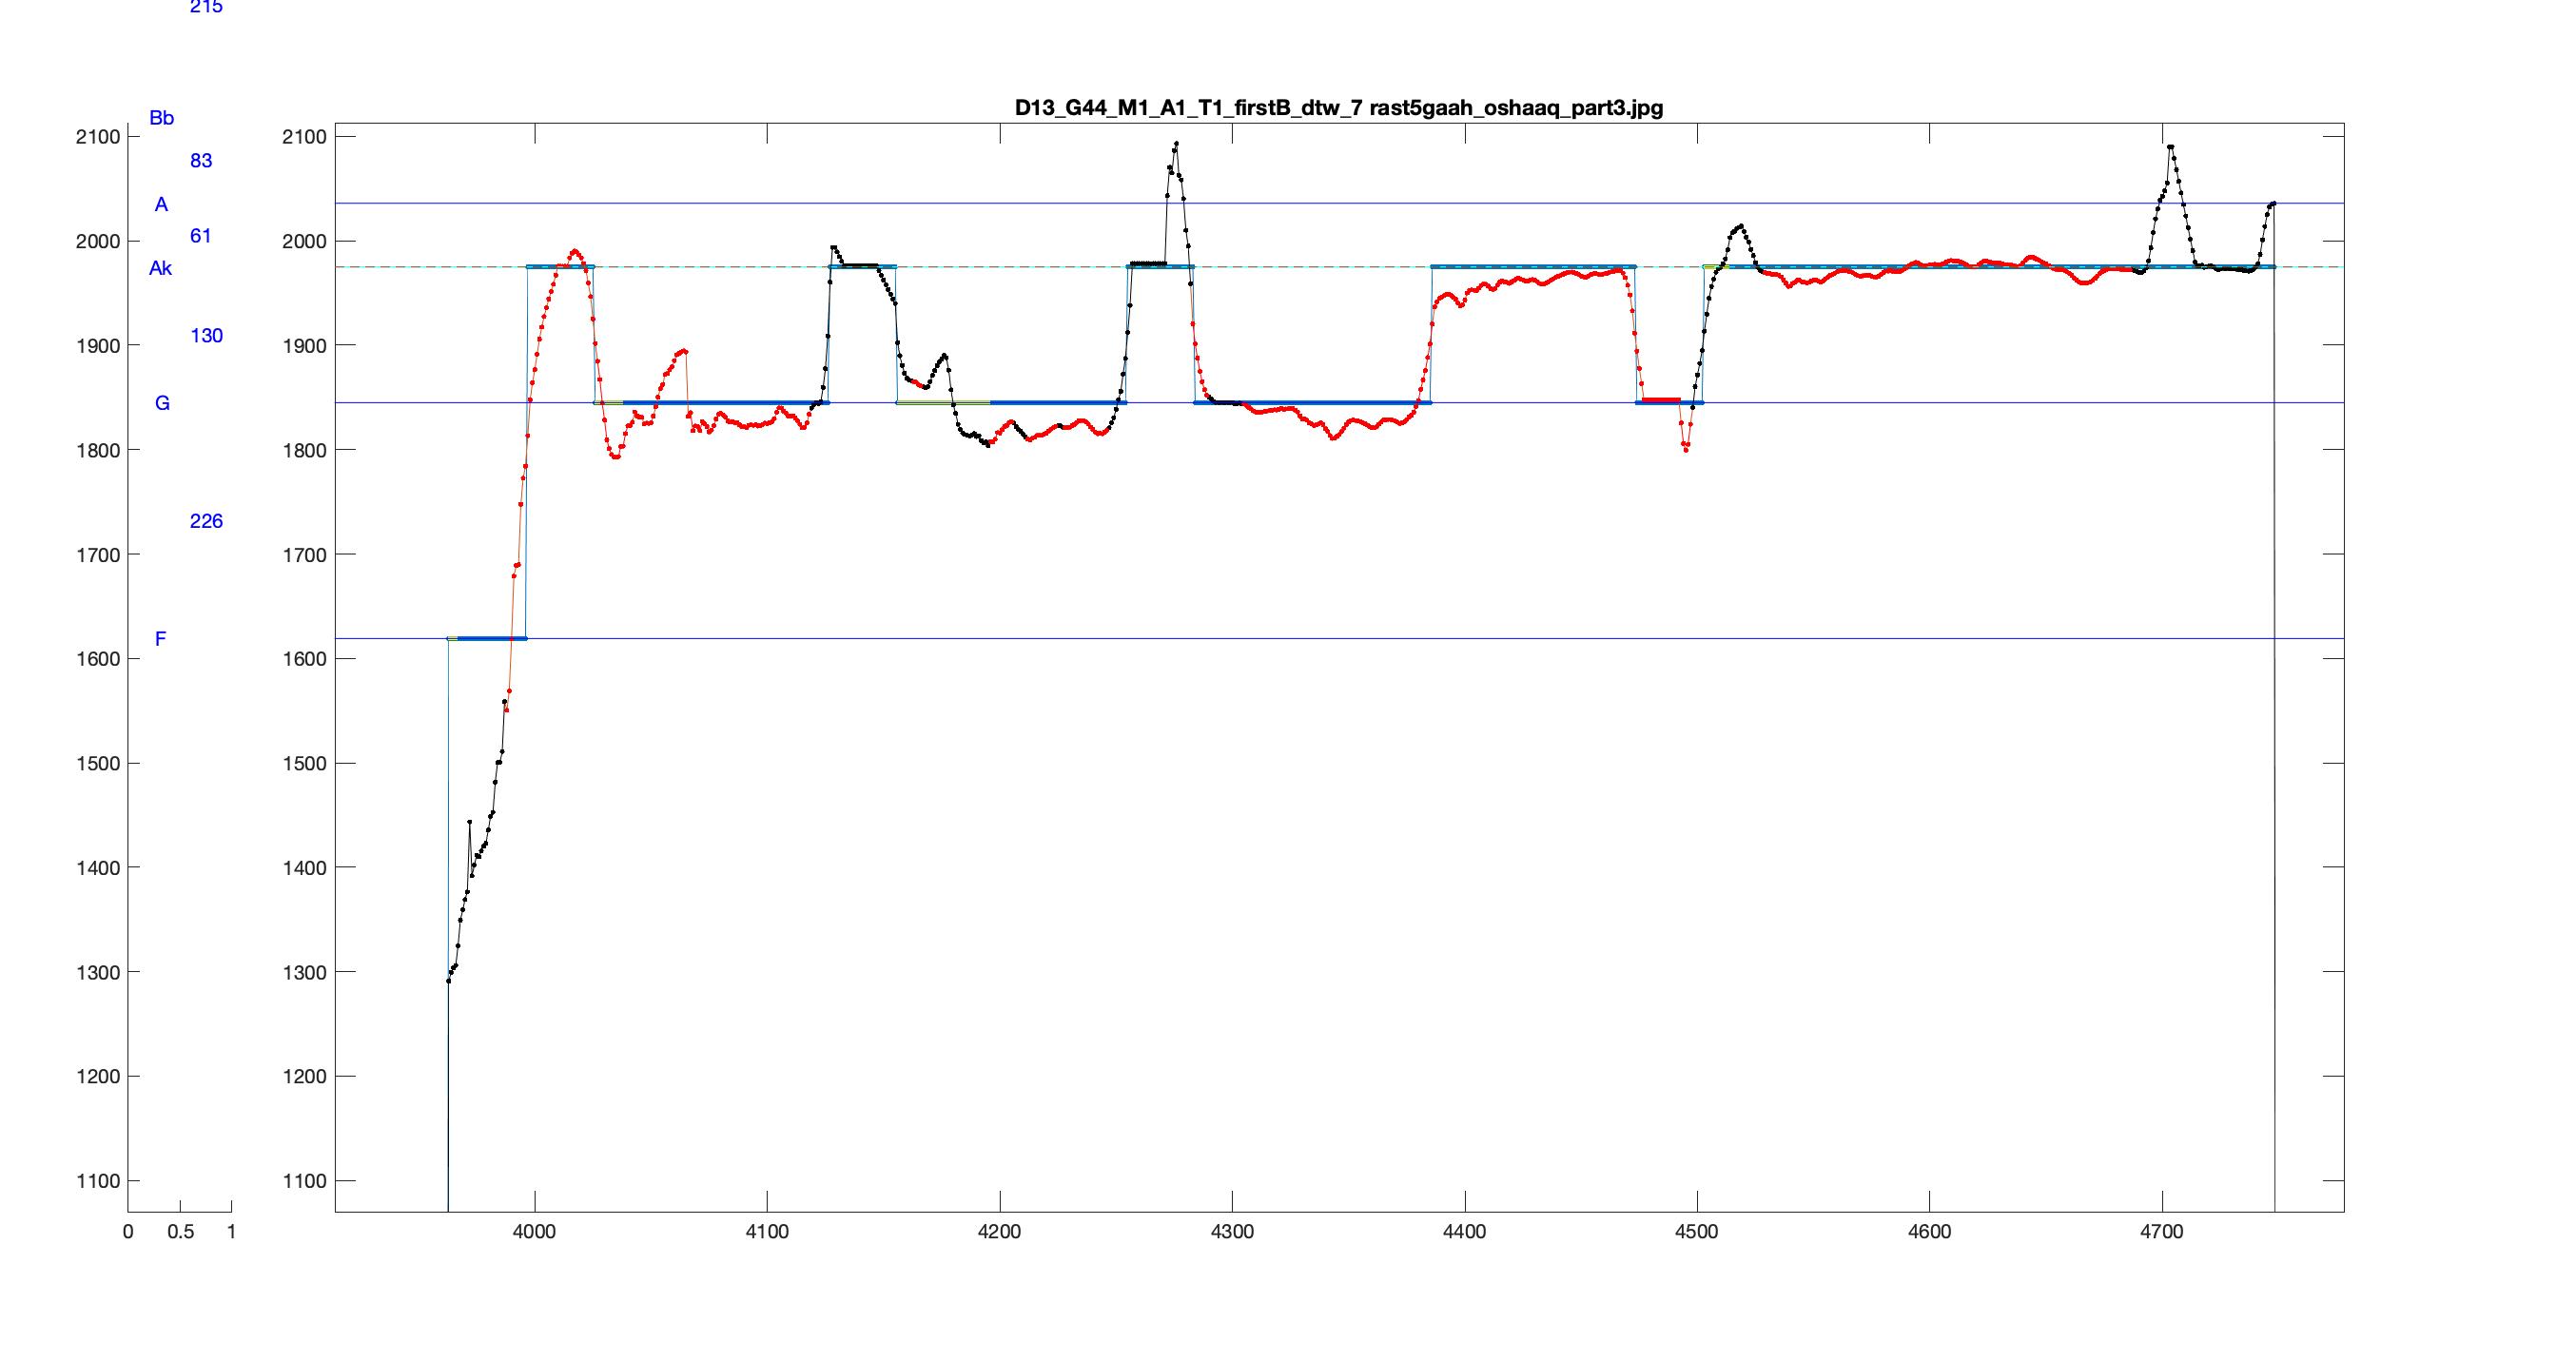 215
D13_G44_M1_A1_T1_firstB_dtw_7 rast5gaah_oshaaq_part3.jpg
Bb
2100 2100
83
A
61
2000 2000
Ak
130
1900 1900
G
1800 1800
226
1700 1700
F
1600 1600
1500 1500
1400 1400
1300 1300
1200 1200
1100 1100
0 0.5 1 4000 4100 4200 4300 4400 4500 4600 4700